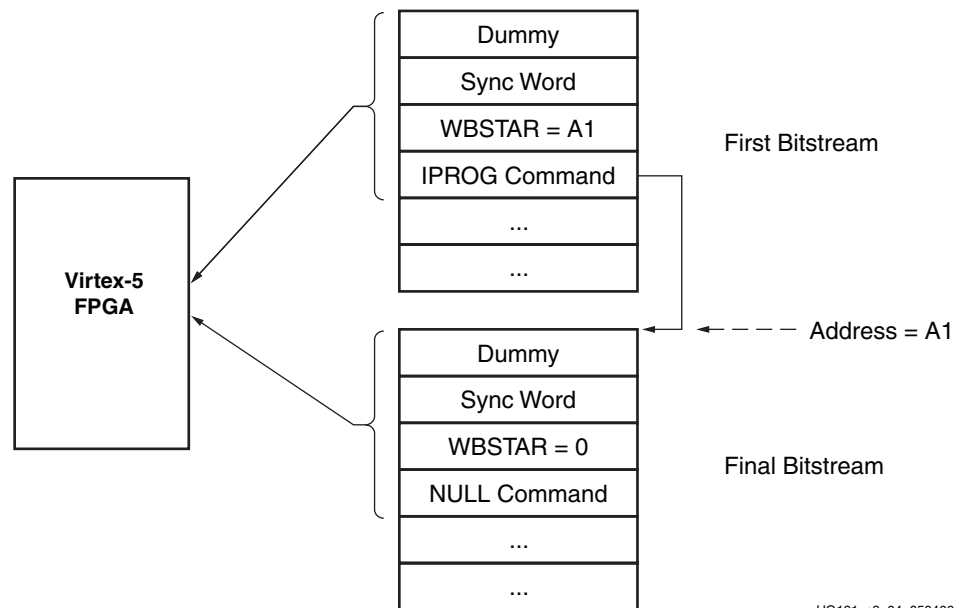 Dummy
Sync Word
WBSTAR = A1
First Bitstream
IPROG Command
...
...
Virtex-5
FPGA
Address = A1
Dummy
Sync Word
WBSTAR = 0
Final Bitstream
NULL Command
...
...